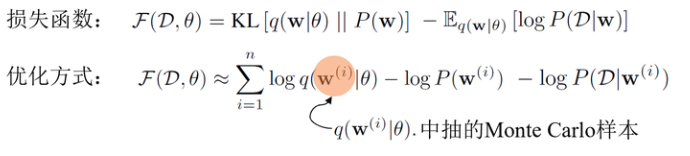 损失函数： F(D, θ) = KL [q(w|θ) || P(w)] − E_{q(w|θ)} [log P(D|w)]
优化方式： F(D, θ) ≈ ∑_{i=1}^{n} log q(w^{(i)}|θ) − log P(w^{(i)}) − log P(D|w^{(i)})
q(w^{(i)}|θ). 中抽的Monte Carlo样本